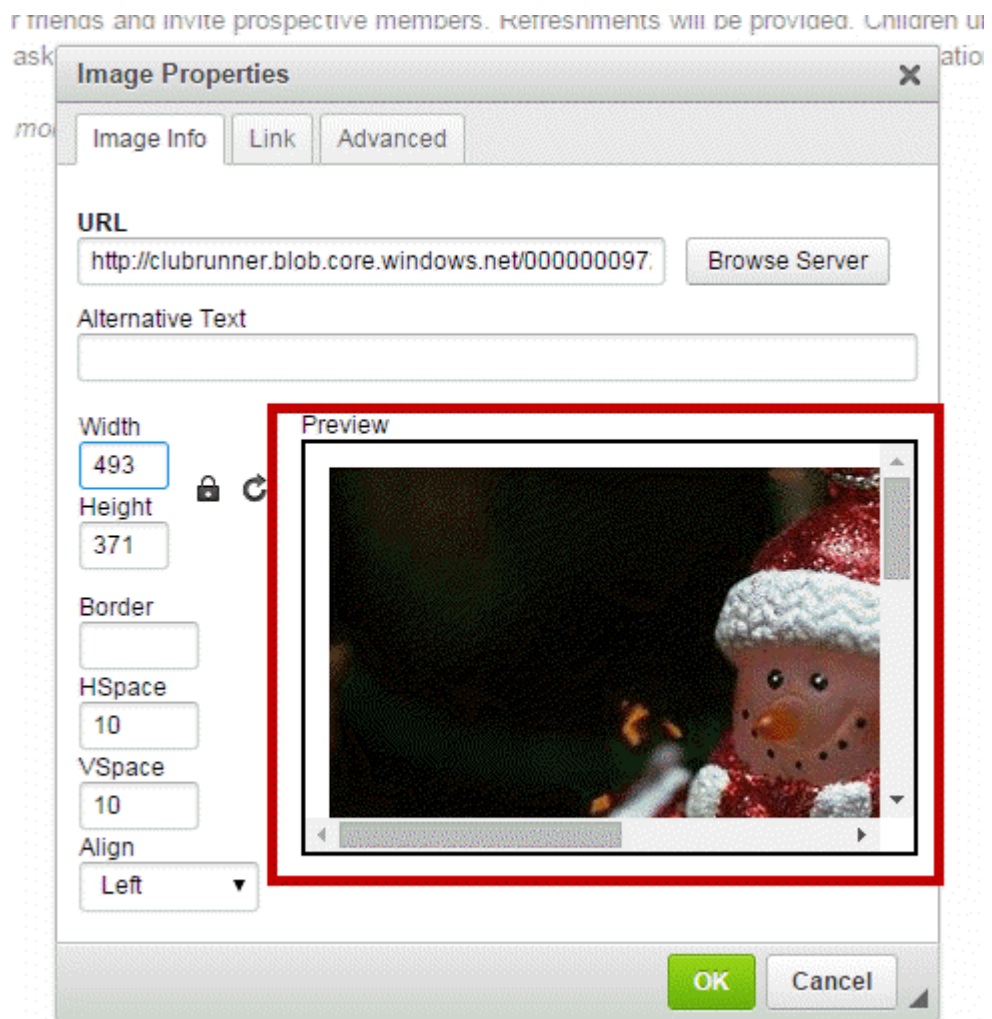 r friends and invite prospective members. Refreshments will be provided. Children u
ask
Image Properties
atio
mo
Image Info Link Advanced
URL
http://clubrunner.blob.core.windows.net/000000097
Browse Server
Alternative Text
Width
493
Height
371
Preview
Border
HSpace
10
VSpace
10
Align
Left
OK Cancel